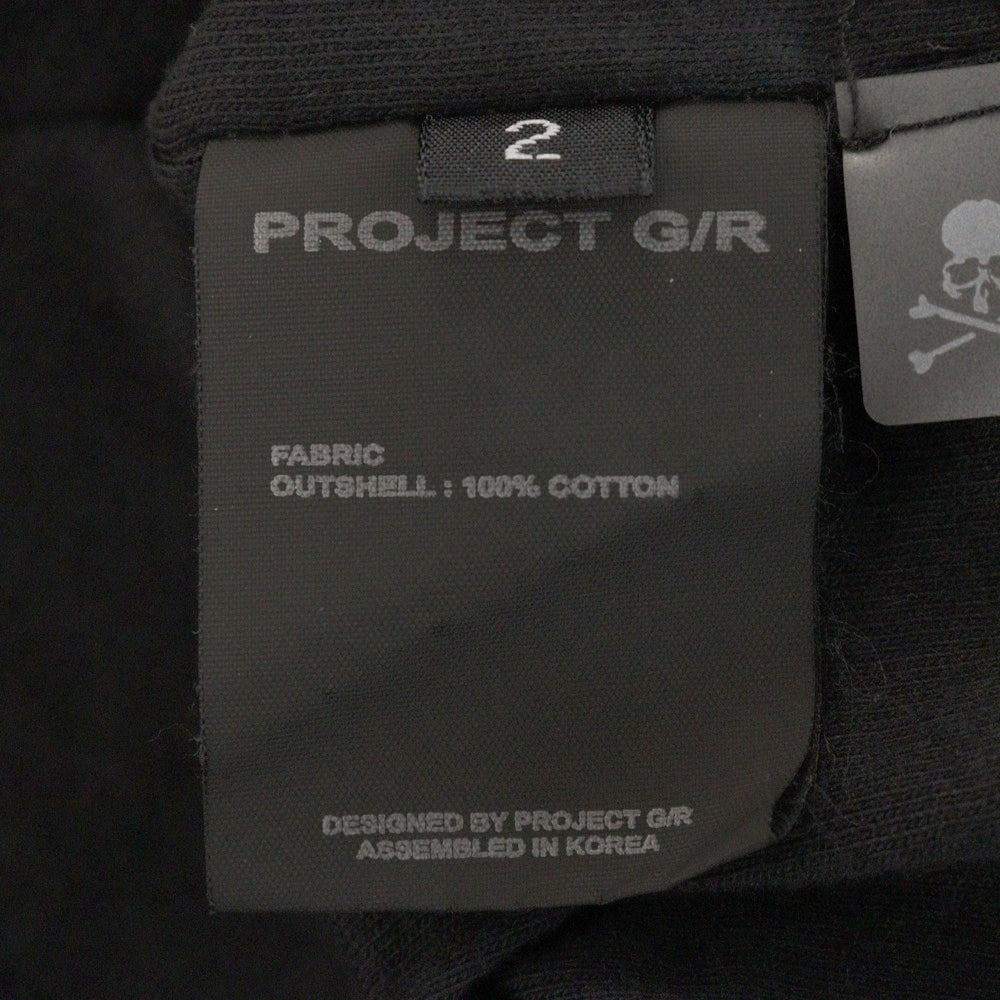 2
PROJECT G/R
FABRIC
OUTSHELL : 100% COTTON
DESIGNED BY PROJECT G/R
ASSEMBLED IN KOREA